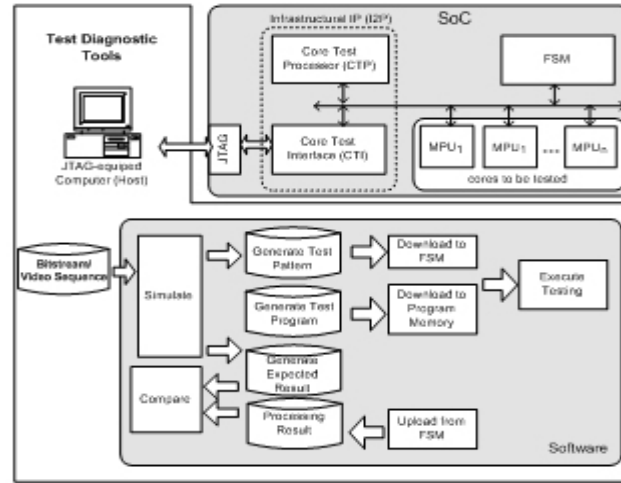 Test Diagnostic
Tools
JTAG-equiped
Computer (Host)
Infrastructural IP (I2P)
SoC
Core Test
Processor (CTP)
FSM
JTAG
Core Test
Interface (CTI)
MPU1
MPU1
...
MPUn
cores to be tested
Bitstream/
Video Sequence
Simulate
Generate Test
Pattern
Download to
FSM
Execute
Testing
Generate Test
Program
Download to
Program
Memory
Generate
Expected
Result
Compare
Processing
Result
Upload from
FSM
Software